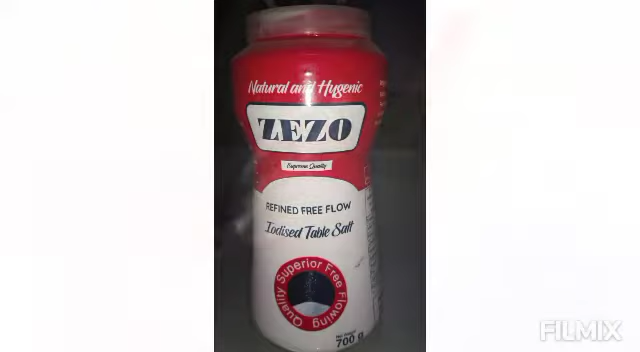 Natural and Hygenic
ZEZO
Supreme Quality
REFINED FREE FLOW
Iodised Table Salt
Quality Superior Free Flowing
700 g
FILMIX